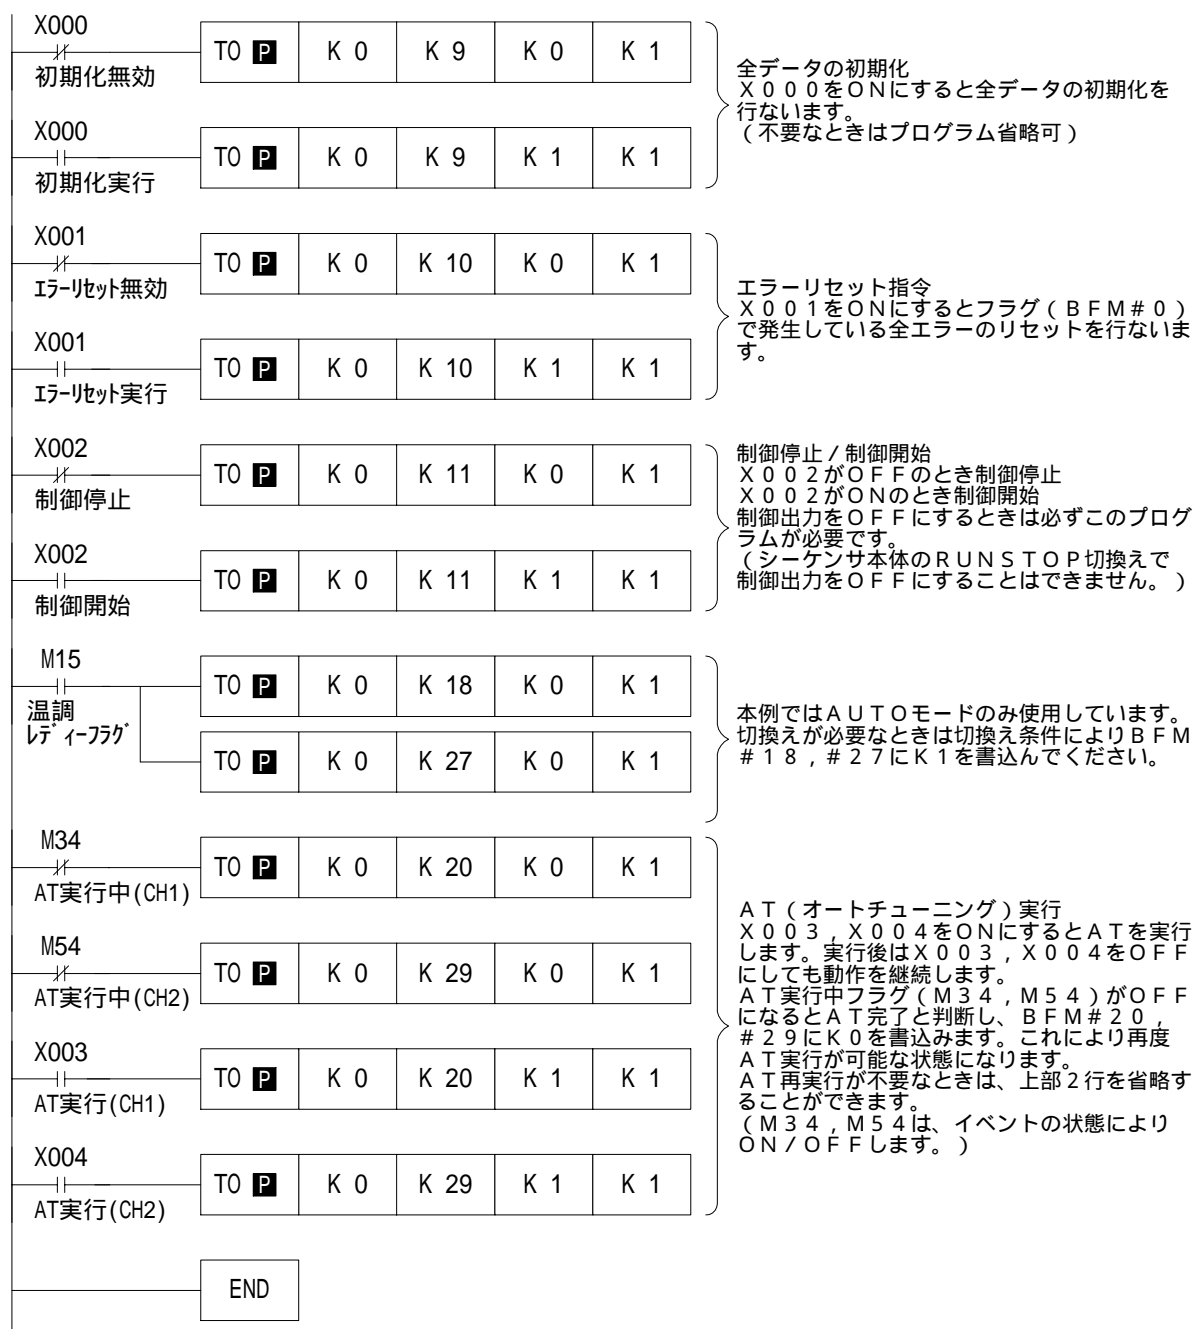 X000
TO P K 0 K 9 K 0 K 1
初期化無効
X000
TO P K 0 K 9 K 1 K 1
初期化実行
全データの初期化
X000をONにすると全データの初期化を
行ないます。
(不要なときはプログラム省略可)
X001
TO P K 0 K 10 K 0 K 1
ｴﾗｰﾘｾｯﾄ無効
X001
TO P K 0 K 10 K 1 K 1
ｴﾗｰﾘｾｯﾄ実行
エラーリセット指令
X001をONにするとフラグ(BFM#0)
で発生している全エラーのリセットを行ないま
す。
X002
TO P K 0 K 11 K 0 K 1
制御停止
X002
TO P K 0 K 11 K 1 K 1
制御開始
制御停止/制御開始
X002がOFFのとき制御停止
X002がONのとき制御開始
制御出力をOFFにするときは必ずこのプログ
ラムが必要です。
(シーケンサ本体のRUNSTOP切換えで
制御出力をOFFにすることはできません。)
M15
TO P K 0 K 18 K 0 K 1
温調
ﾚﾃﾞｨｰﾌﾗｸﾞ
TO P K 0 K 27 K 0 K 1
本例ではAUTOモードのみ使用しています。
切換えが必要なときは切換え条件によりBFM
#18,#27にK1を書込んでください。
M34
TO P K 0 K 20 K 0 K 1
AT実行中(CH1)
M54
TO P K 0 K 29 K 0 K 1
AT実行中(CH2)
X003
TO P K 0 K 20 K 1 K 1
AT実行(CH1)
X004
TO P K 0 K 29 K 1 K 1
AT実行(CH2)
AT(オートチューニング)実行
X003,X004をONにするとATを実行
します。実行後はX003,X004をOFF
にしても動作を継続します。
AT実行中フラグ(M34,M54)がOFF
になるとAT完了と判断し、BFM#20,
#29にK0を書込みます。これにより再度
AT実行が可能な状態になります。
AT再実行が不要なときは、上部2行を省略す
ることができます。
(M34,M54は、イベントの状態により
ON/OFFします。)
END